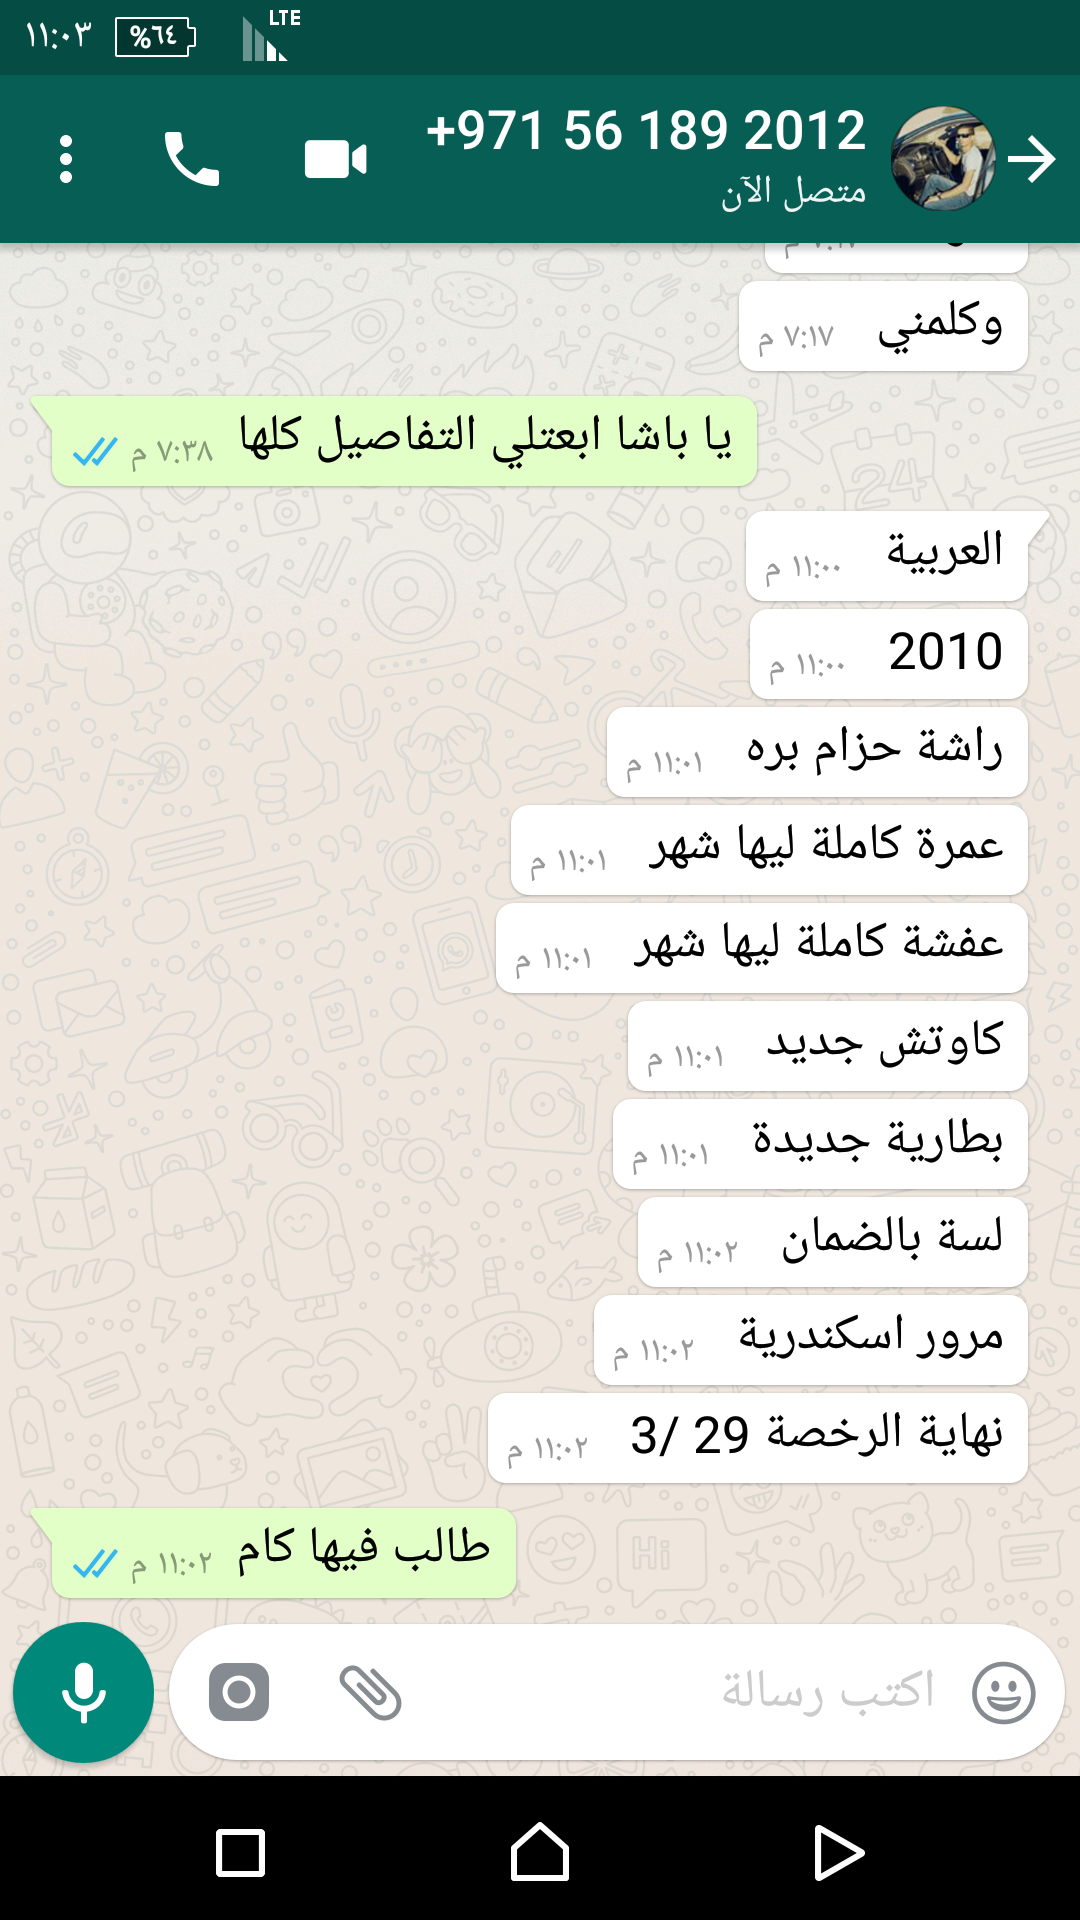 ١١:٠٣ %٦٤ LTE
+971 56 189 2012
متصل الآن
وكلمني ٧:١٧ م
يا باشا ابعتلي التفاصيل كلها ٧:٣٨ م
العربية ١١:٠٠ م
2010 ١١:٠٠ م
راشة حزام بره ١١:٠١ م
عمرة كاملة ليها شهر ١١:٠١ م
عفشة كاملة ليها شهر ١١:٠١ م
كاوتش جديد ١١:٠١ م
بطارية جديدة ١١:٠١ م
لسة بالضمان ١١:٠٢ م
مرور اسكندرية ١١:٠٢ م
نهاية الرخصة 29 /3 ١١:٠٢ م
طالب فيها كام ١١:٠٢ م
اكتب رسالة